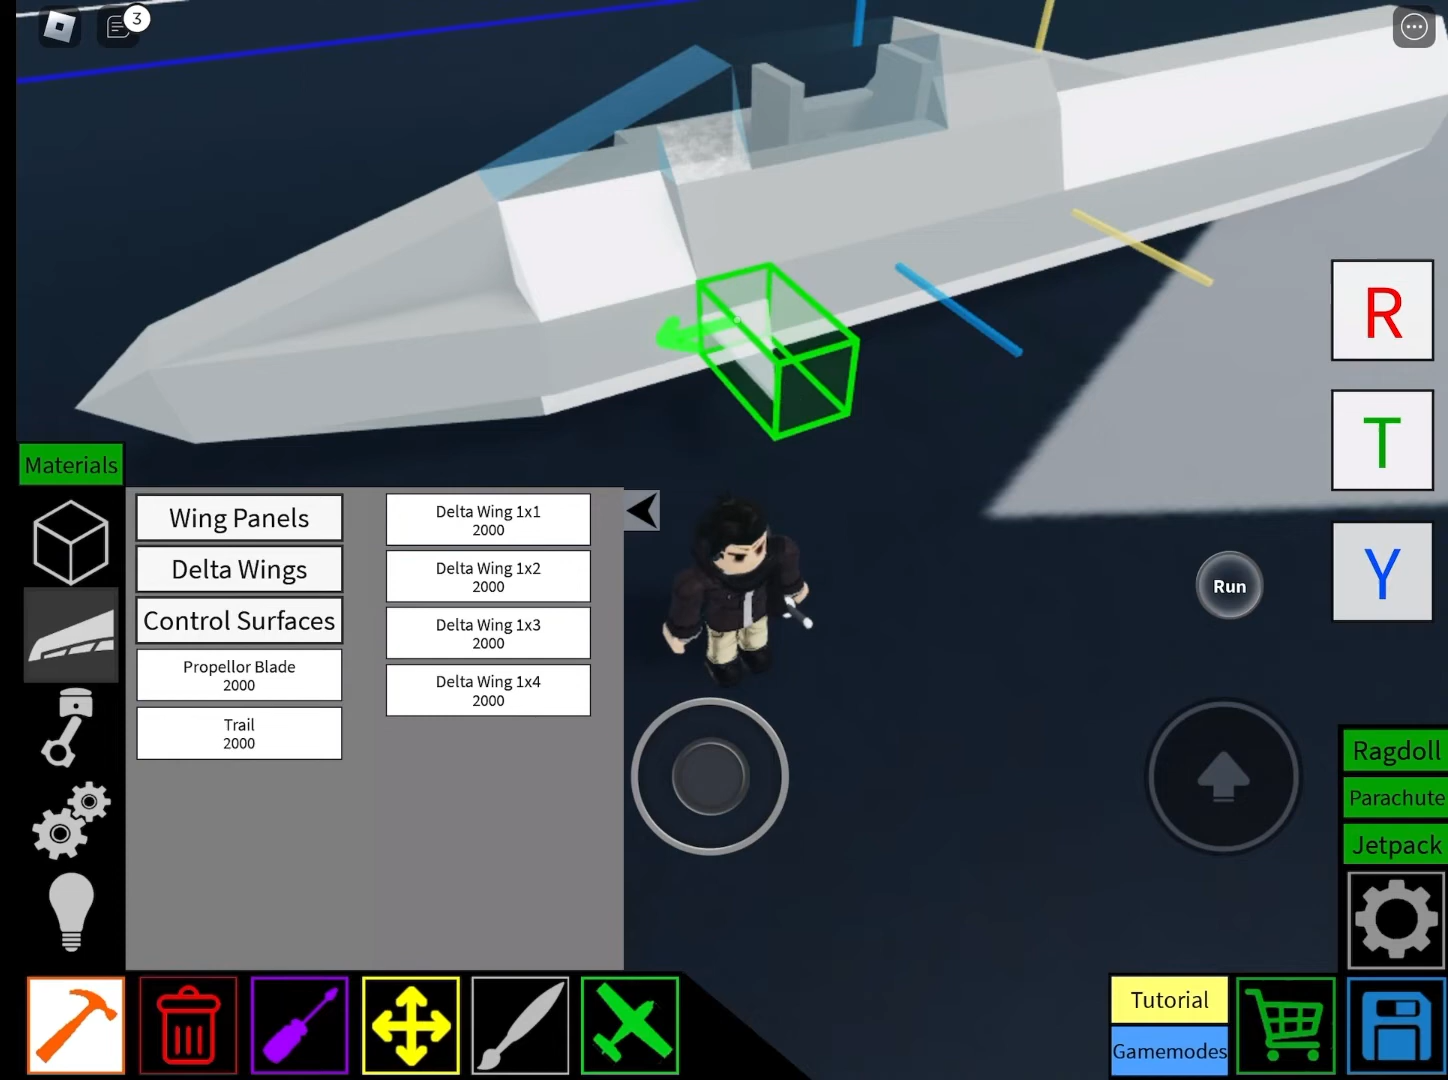 3
R
Materials
T
Wing Panels
Delta Wings
Control Surfaces
Propellor Blade
2000
Trail
2000
Delta Wing 1x1
2000
Delta Wing 1x2
2000
Delta Wing 1x3
2000
Delta Wing 1x4
2000
Run
Y
Ragdoll
Parachute
Jetpack
Tutorial
Gamemodes